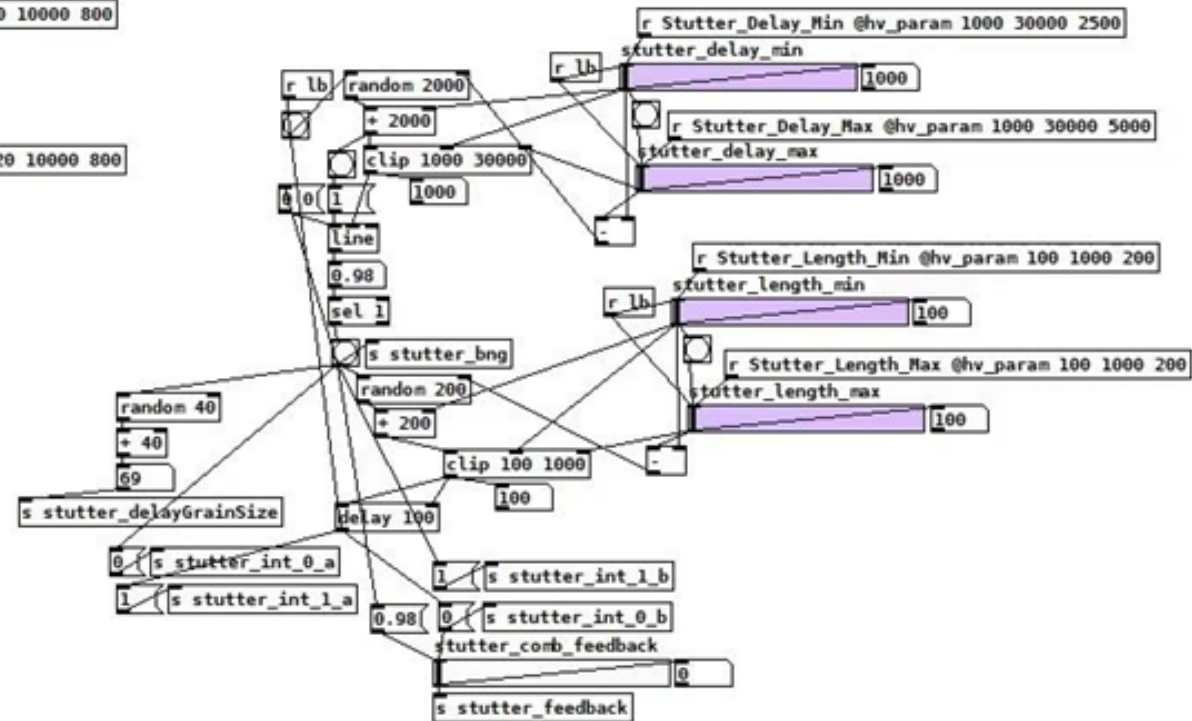 0 10000 800
r Stutter_Delay_Min @hv_param 1000 30000 2500
stutter_delay_min
r lb
1000
r lb
random 2000
+ 2000
r Stutter_Delay_Max @hv_param 1000 30000 5000
stutter_delay_max
20 10000 800
clip 1000 30000
1000
1000
0 0
1
-
line
r Stutter_Length_Min @hv_param 100 1000 200
0.98
stutter_length_min
r lb
100
sel 1
s stutter_bng
r Stutter_Length_Max @hv_param 100 1000 200
random 200
stutter_length_max
random 40
+ 200
100
+ 40
clip 100 1000
-
69
100
s stutter_delayGrainSize
delay 100
0
s stutter_int_0_a
1
s stutter_int_1_b
1
s stutter_int_1_a
0.98
0
s stutter_int_0_b
stutter_comb_feedback
0
s stutter_feedback